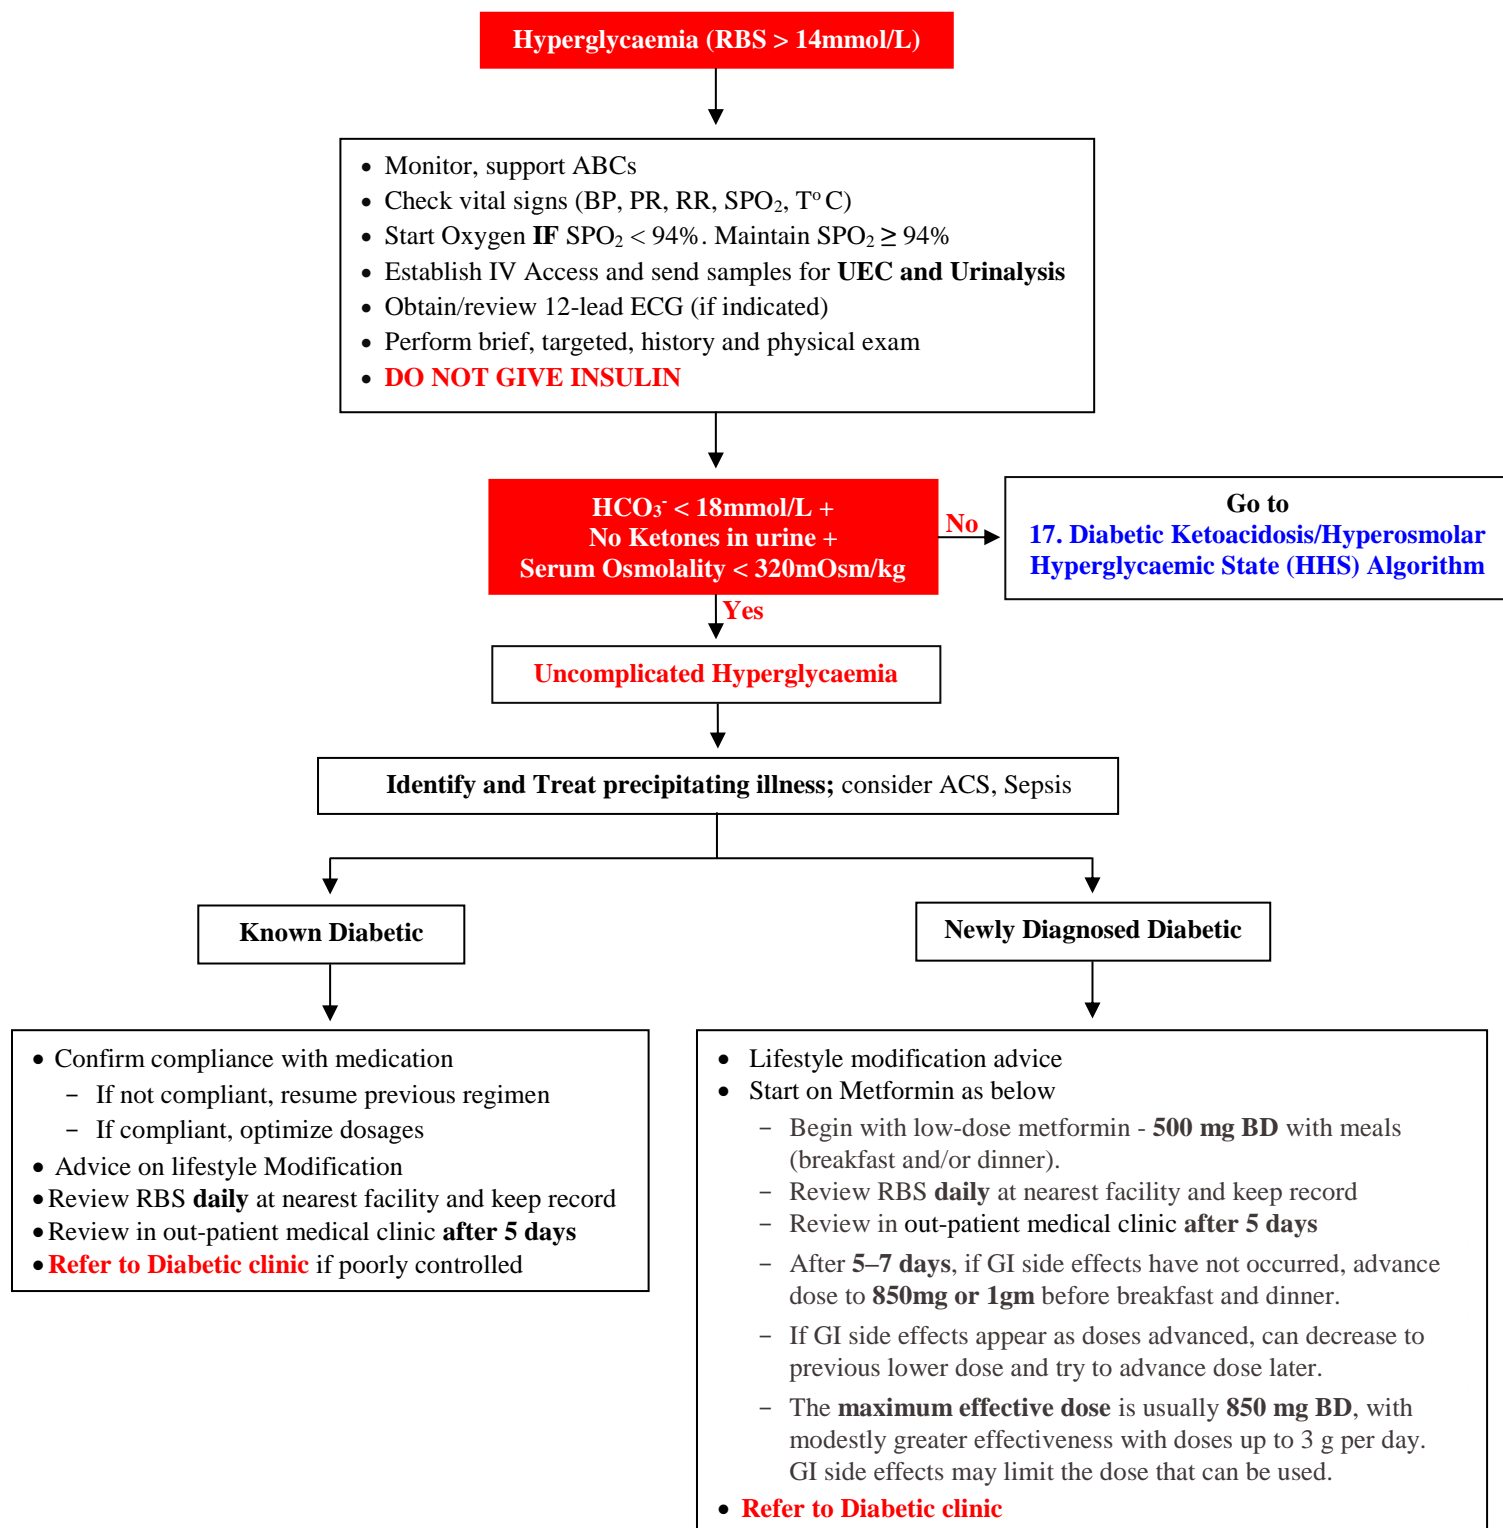 Hyperglycaemia (RBS > 14mmol/L)
• Monitor, support ABCs
• Check vital signs (BP, PR, RR, SPO₂, Tº C)
• Start Oxygen IF SPO₂ < 94%. Maintain SPO₂ ≥ 94%
• Establish IV Access and send samples for UEC and Urinalysis
• Obtain/review 12-lead ECG (if indicated)
• Perform brief, targeted, history and physical exam
• DO NOT GIVE INSULIN
HCO₃⁻ < 18mmol/L +
No Ketones in urine +
Serum Osmolality < 320mOsm/kg
No
Go to
17. Diabetic Ketoacidosis/Hyperosmolar
Hyperglycaemic State (HHS) Algorithm
Yes
Uncomplicated Hyperglycaemia
Identify and Treat precipitating illness; consider ACS, Sepsis
Known Diabetic
• Confirm compliance with medication
− If not compliant, resume previous regimen
− If compliant, optimize dosages
• Advice on lifestyle Modification
• Review RBS daily at nearest facility and keep record
• Review in out-patient medical clinic after 5 days
• Refer to Diabetic clinic if poorly controlled
Newly Diagnosed Diabetic
• Lifestyle modification advice
• Start on Metformin as below
− Begin with low-dose metformin - 500 mg BD with meals
(breakfast and/or dinner).
− Review RBS daily at nearest facility and keep record
− Review in out-patient medical clinic after 5 days
− After 5–7 days, if GI side effects have not occurred, advance
dose to 850mg or 1gm before breakfast and dinner.
− If GI side effects appear as doses advanced, can decrease to
previous lower dose and try to advance dose later.
− The maximum effective dose is usually 850 mg BD, with
modestly greater effectiveness with doses up to 3 g per day.
GI side effects may limit the dose that can be used.
• Refer to Diabetic clinic